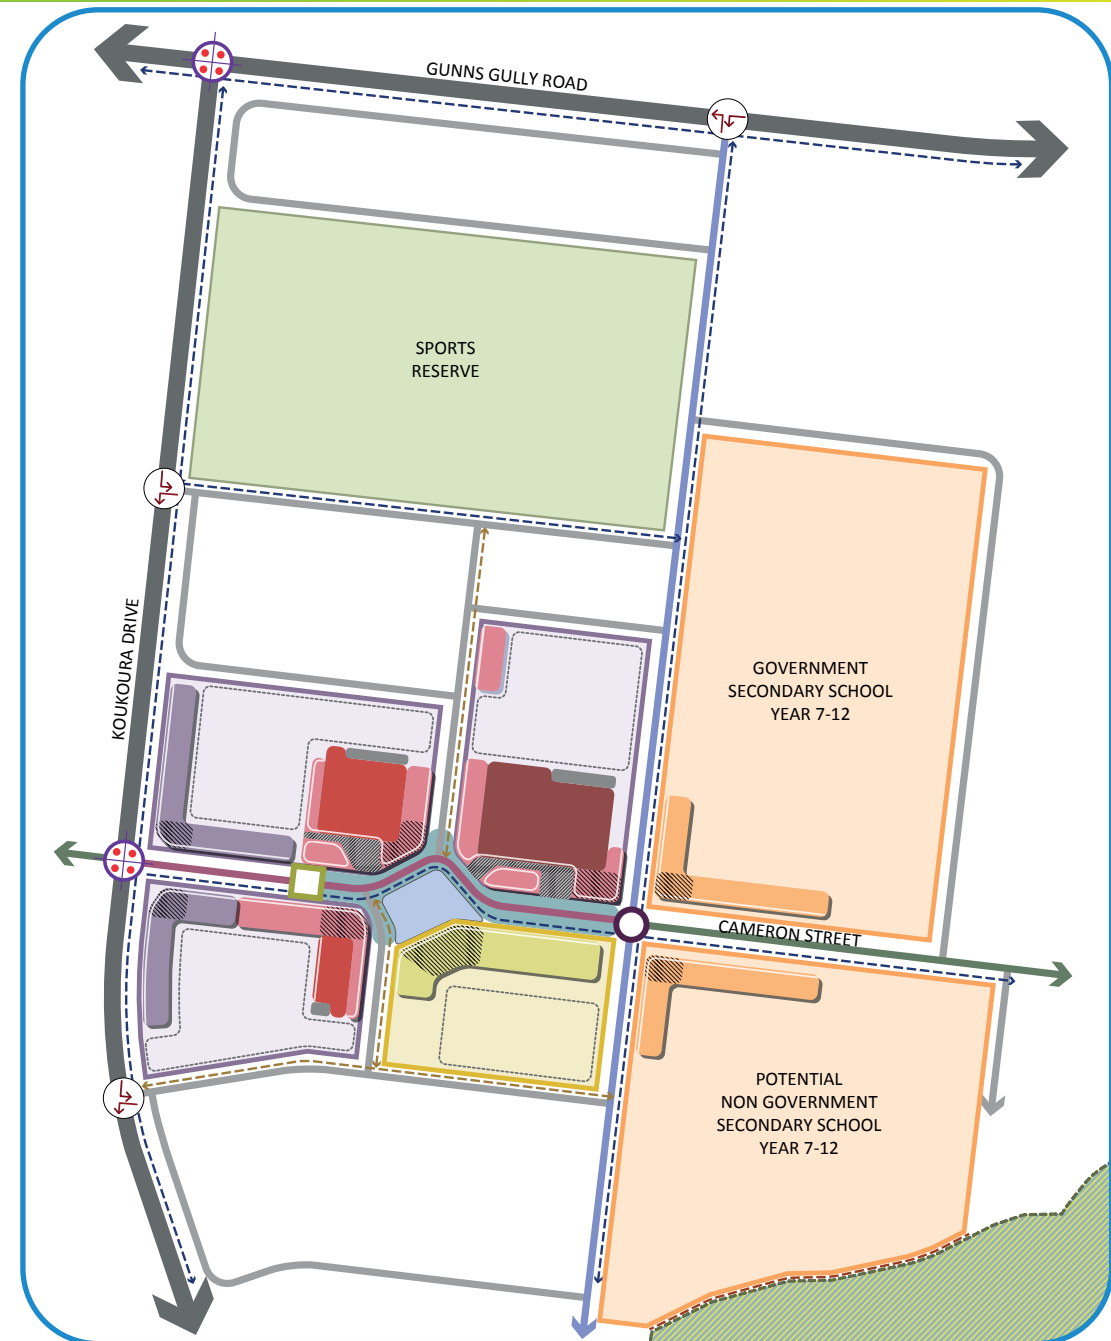 GUNNS GULLY ROAD
SPORTS
RESERVE
KOUKOURA DRIVE
GOVERNMENT
SECONDARY SCHOOL
YEAR 7-12
CAMERON STREET
POTENTIAL
NON GOVERNMENT
SECONDARY SCHOOL
YEAR 7-12